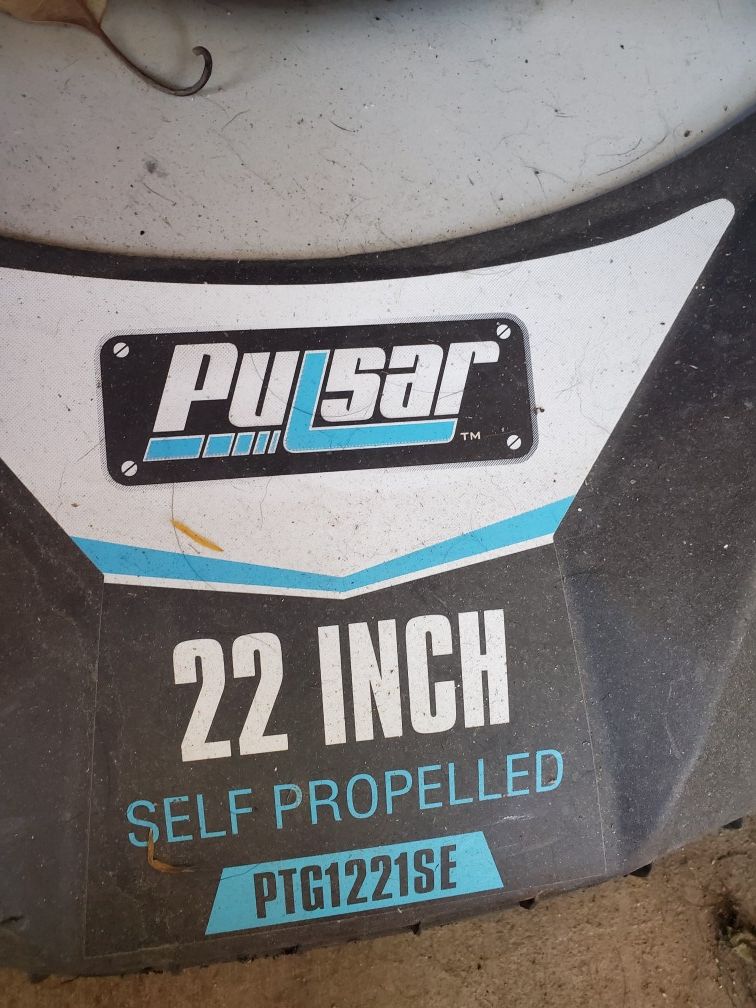 Pulsar
TM
22 INCH
SELF PROPELLED
PTG1221SE